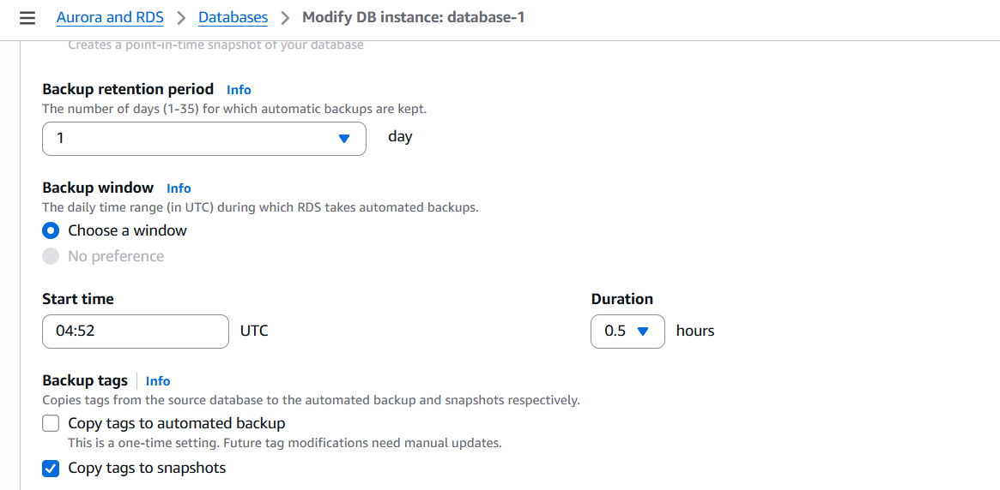 Aurora and RDS > Databases > Modify DB instance: database-1
Creates a point-in-time snapshot of your database
Backup retention period Info
The number of days (1-35) for which automatic backups are kept.
1 day
Backup window Info
The daily time range (in UTC) during which RDS takes automated backups.
Choose a window
No preference
Start time Duration
04:52 UTC 0.5 hours
Backup tags Info
Copies tags from the source database to the automated backup and snapshots respectively.
Copy tags to automated backup
This is a one-time setting. Future tag modifications need manual updates.
Copy tags to snapshots